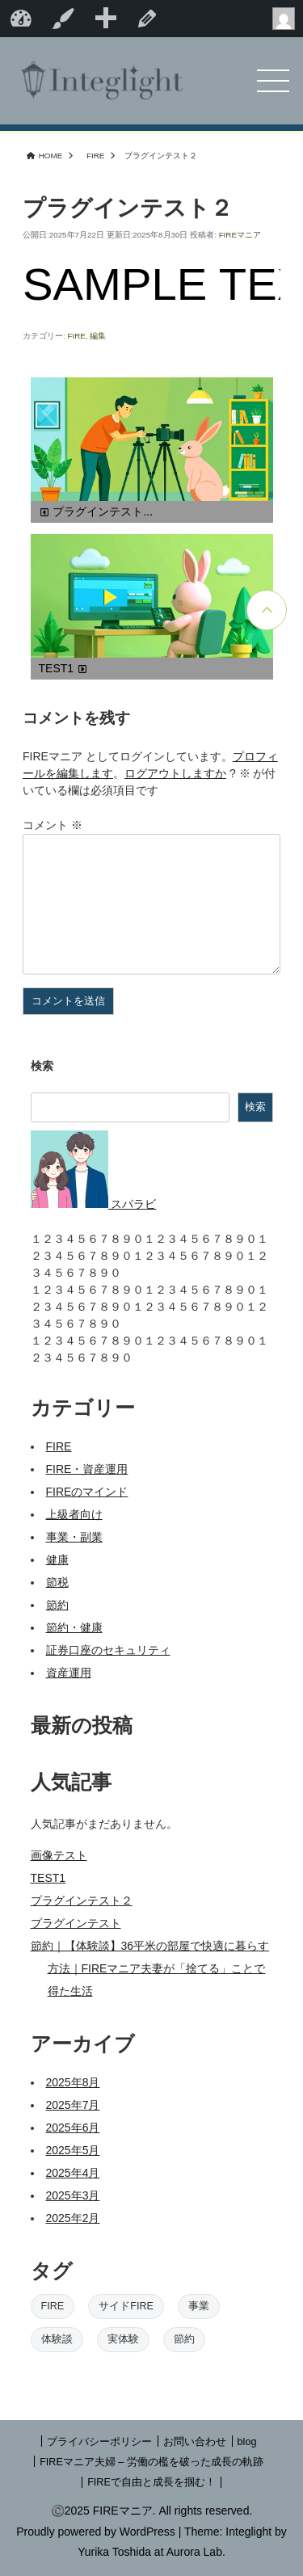 Integlight
HOME > FIRE > プラグインテスト２
プラグインテスト２
公開日:2025年7月22日 更新日:2025年8月30日 投稿者: FIREマニア
SAMPLE TE
カテゴリー: FIRE, 編集
プラグインテスト...
TEST1
コメントを残す
FIREマニア としてログインしています。プロフィ
ールを編集します。ログアウトしますか ? ※ が付
いている欄は必須項目です
コメント ※
コメントを送信
検索
検索
スパラビ
１２３４５６７８９０１２３４５６７８９０１
２３４５６７８９０１２３４５６７８９０１２
３４５６７８９０
１２３４５６７８９０１２３４５６７８９０１
２３４５６７８９０１２３４５６７８９０１２
３４５６７８９０
１２３４５６７８９０１２３４５６７８９０１
２３４５６７８９０
カテゴリー
• FIRE
• FIRE・資産運用
• FIREのマインド
• 上級者向け
• 事業・副業
• 健康
• 節税
• 節約
• 節約・健康
• 証券口座のセキュリティ
• 資産運用
最新の投稿
人気記事
人気記事がまだありません。
画像テスト
TEST1
プラグインテスト２
プラグインテスト
節約｜【体験談】36平米の部屋で快適に暮らす
方法｜FIREマニア夫妻が「捨てる」ことで
得た生活
アーカイブ
• 2025年8月
• 2025年7月
• 2025年6月
• 2025年5月
• 2025年4月
• 2025年3月
• 2025年2月
タグ
FIRE サイドFIRE 事業
体験談 実体験 節約
| プライバシーポリシー | お問い合わせ | blog
| FIREマニア夫婦 – 労働の檻を破った成長の軌跡
| FIREで自由と成長を掴む！ |
©2025 FIREマニア. All rights reserved.
Proudly powered by WordPress | Theme: Integlight by
Yurika Toshida at Aurora Lab.